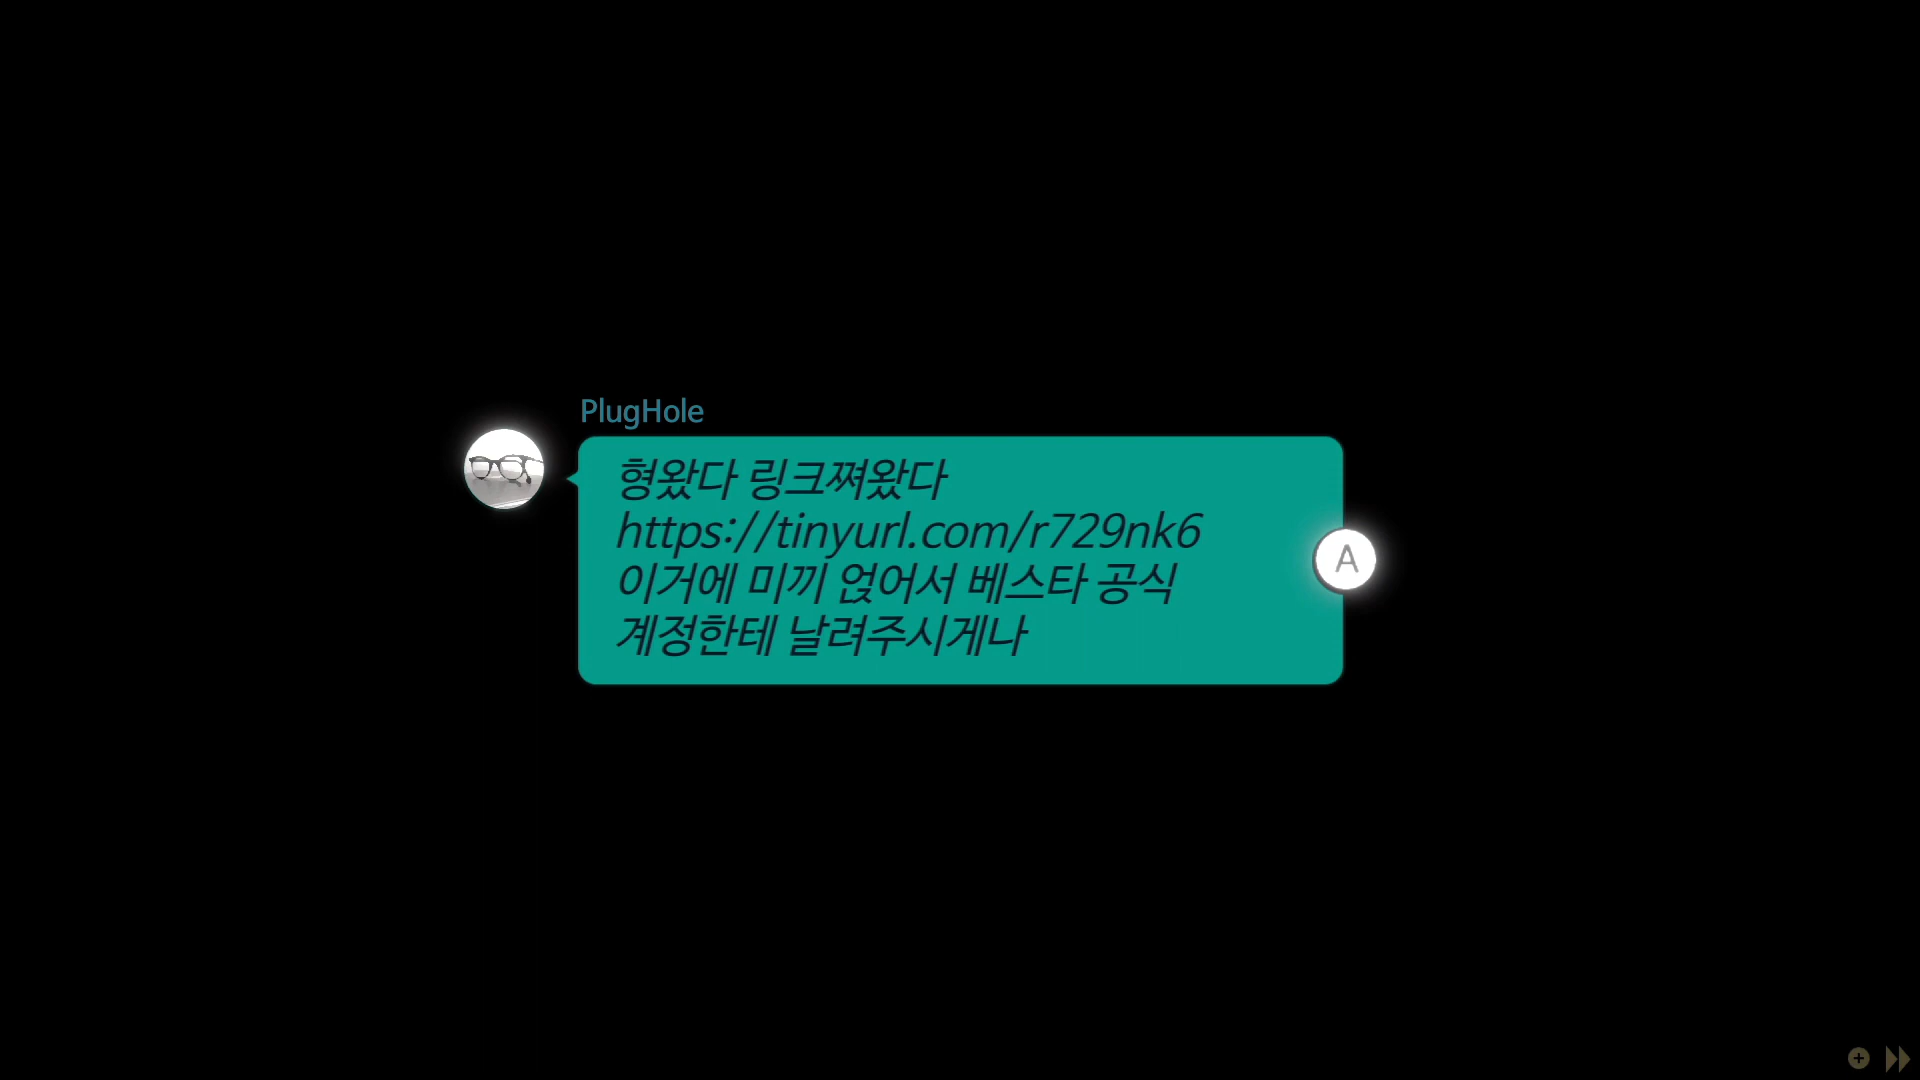 PlugHole
형왔다 링크쪄왔다
https://tinyurl.com/r729nk6
이거에 미끼 얹어서 베스타 공식
계정한테 날려주시게나
A